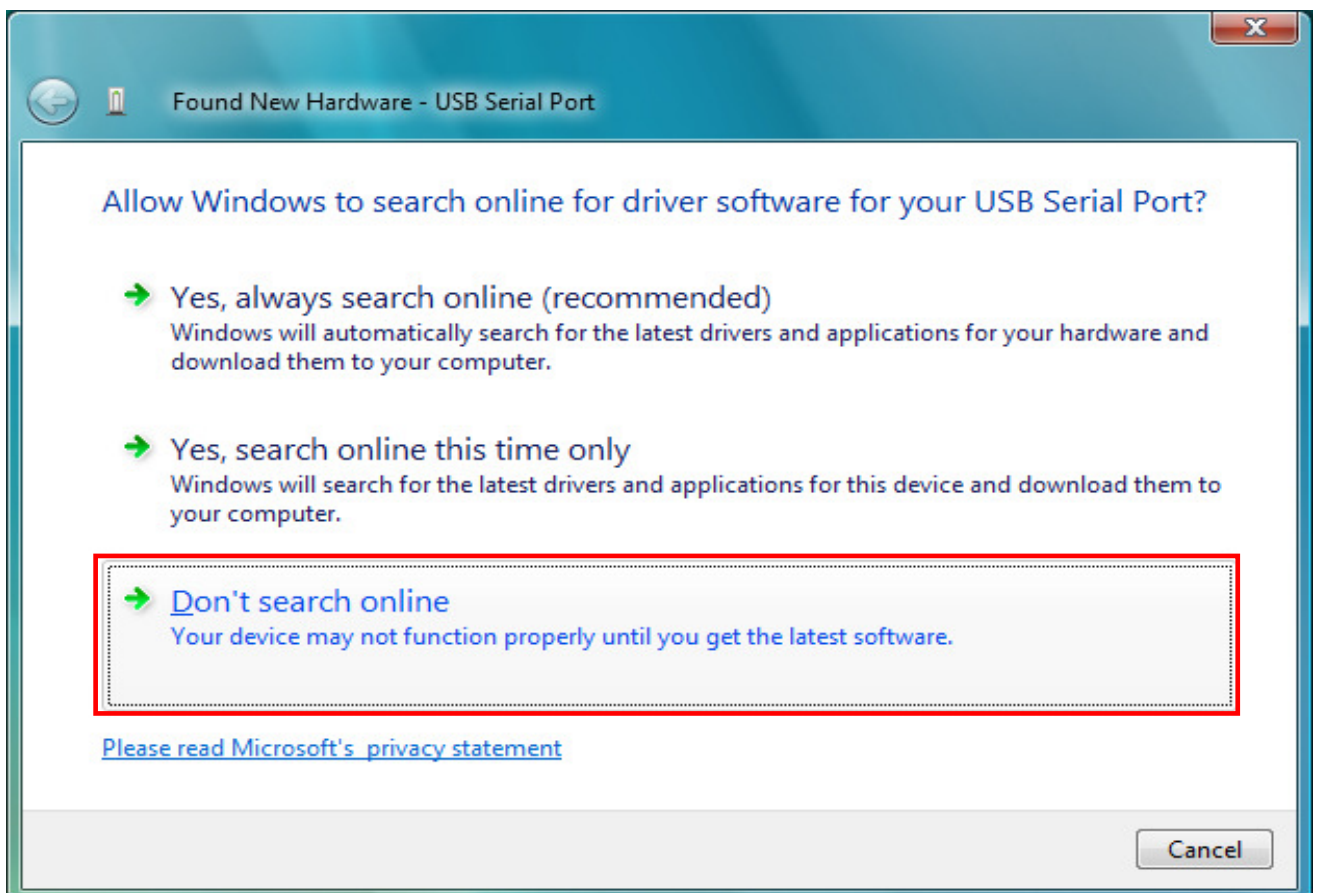 Found New Hardware - USB Serial Port
Allow Windows to search online for driver software for your USB Serial Port?
Yes, always search online (recommended)
Windows will automatically search for the latest drivers and applications for your hardware and
download them to your computer.
Yes, search online this time only
Windows will search for the latest drivers and applications for this device and download them to
your computer.
Don't search online
Your device may not function properly until you get the latest software.
Please read Microsoft's privacy statement
Cancel